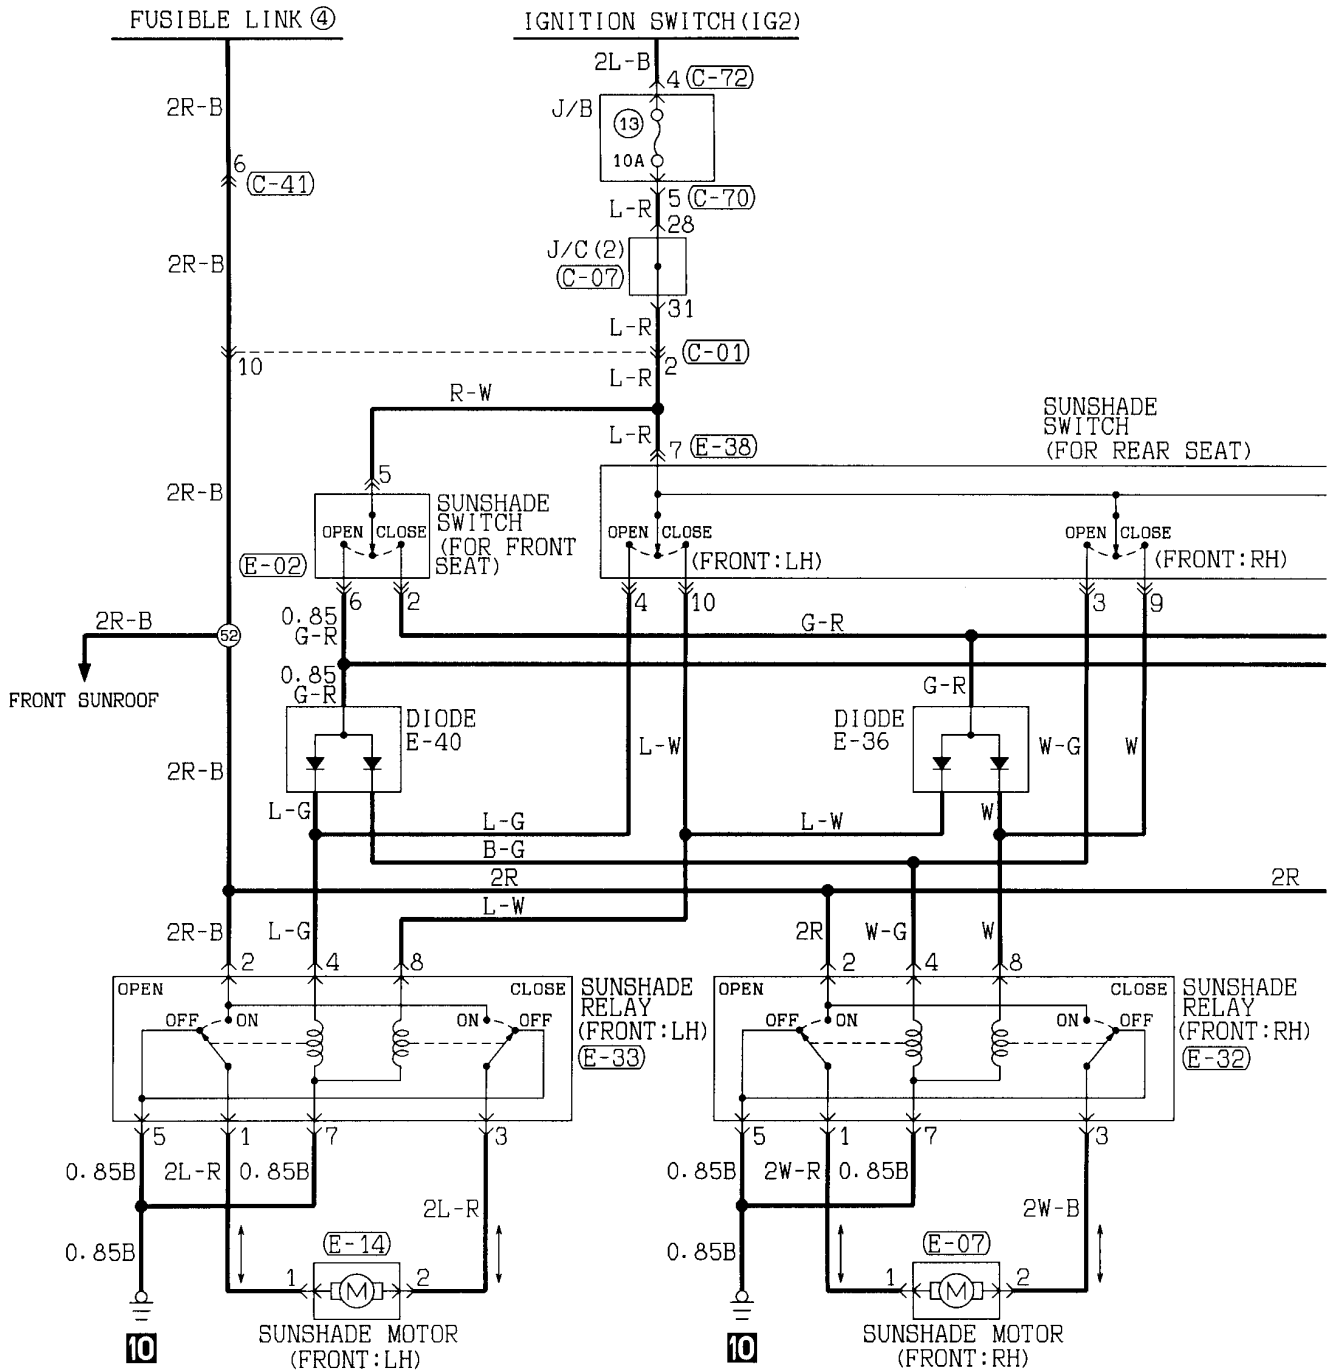 FUSIBLE LINK ④
IGNITION SWITCH(IG2)
2L-B
4 C-72
2R-B
J/B
13
10A
6
C-41
5 C-70
L-R
28
J/C(2)
C-07
2R-B
31
L-R
10
2
C-01
L-R
R-W
SUNSHADE
SWITCH
(FOR REAR SEAT)
L-R
7 E-38
5
2R-B
SUNSHADE
SWITCH
(FOR FRONT
SEAT)
OPEN CLOSE
E-02
OPEN CLOSE
(FRONT:LH)
OPEN CLOSE
(FRONT:RH)
6 2
4 10
3 9
0.85
G-R
2R-B
52
FRONT SUNROOF
G-R
0.85
G-R
G-R
DIODE
E-40
DIODE
E-36
L-W
W-G
W
2R-B
L-G
L-G
L-W
W
B-G
2R
2R
L-W
2R-B
L-G
2R
W-G
W
2 4 8
2 4 8
OPEN
CLOSE
OFF ON
ON OFF
SUNSHADE
RELAY
(FRONT:LH)
E-33
OPEN
CLOSE
OFF ON
ON OFF
SUNSHADE
RELAY
(FRONT:RH)
E-32
5 1 7 3
5 1 7 3
0.85B
2L-R
0.85B
0.85B
2W-R
0.85B
2L-R
2W-B
0.85B
E-14
0.85B
E-07
1 M 2
1 M 2
10
SUNSHADE MOTOR
(FRONT:LH)
10
SUNSHADE MOTOR
(FRONT:RH)